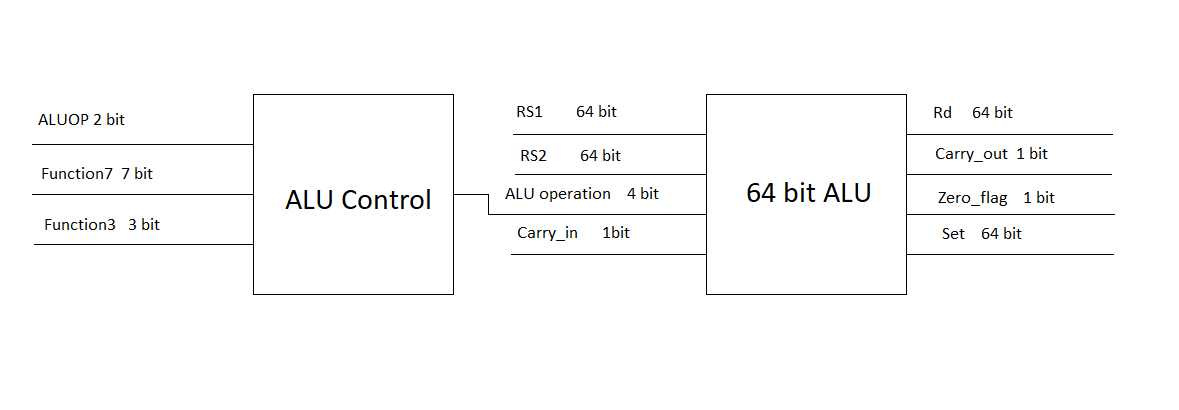 ALUOP 2 bit
Function7 7 bit
Function3 3 bit
ALU Control
RS1 64 bit
RS2 64 bit
ALU operation 4 bit
Carry_in 1bit
64 bit ALU
Rd 64 bit
Carry_out 1 bit
Zero_flag 1 bit
Set 64 bit